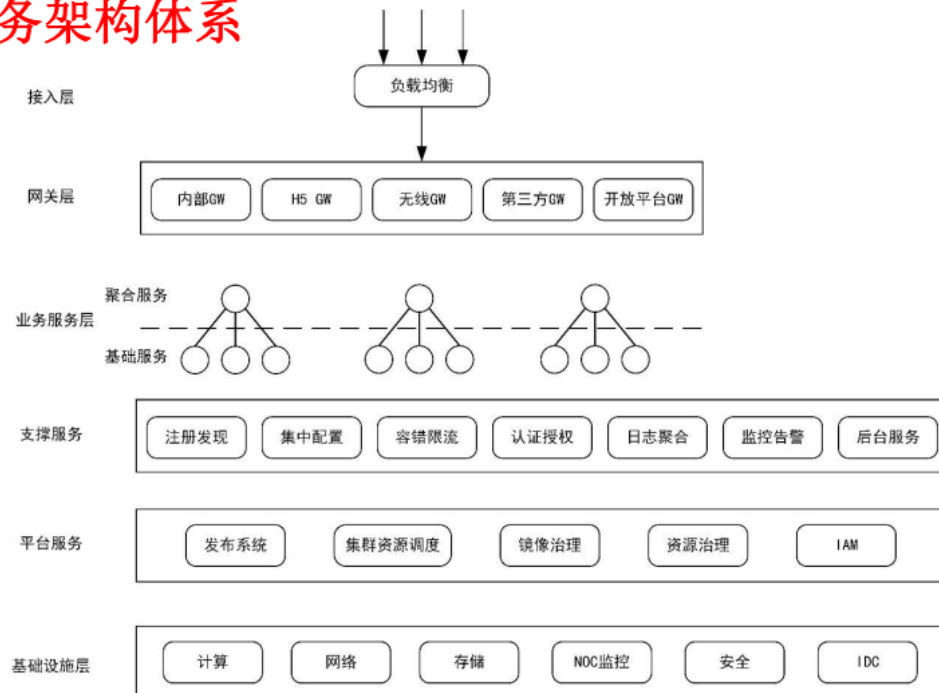 务架构体系
接入层
负载均衡
网关层
内部GW
H5 GW
无线GW
第三方GW
开放平台GW
聚合服务
业务服务层
基础服务
支撑服务
注册发现
集中配置
容错限流
认证授权
日志聚合
监控告警
后台服务
平台服务
发布系统
集群资源调度
镜像治理
资源治理
IAM
基础设施层
计算
网络
存储
NOC监控
安全
IDC